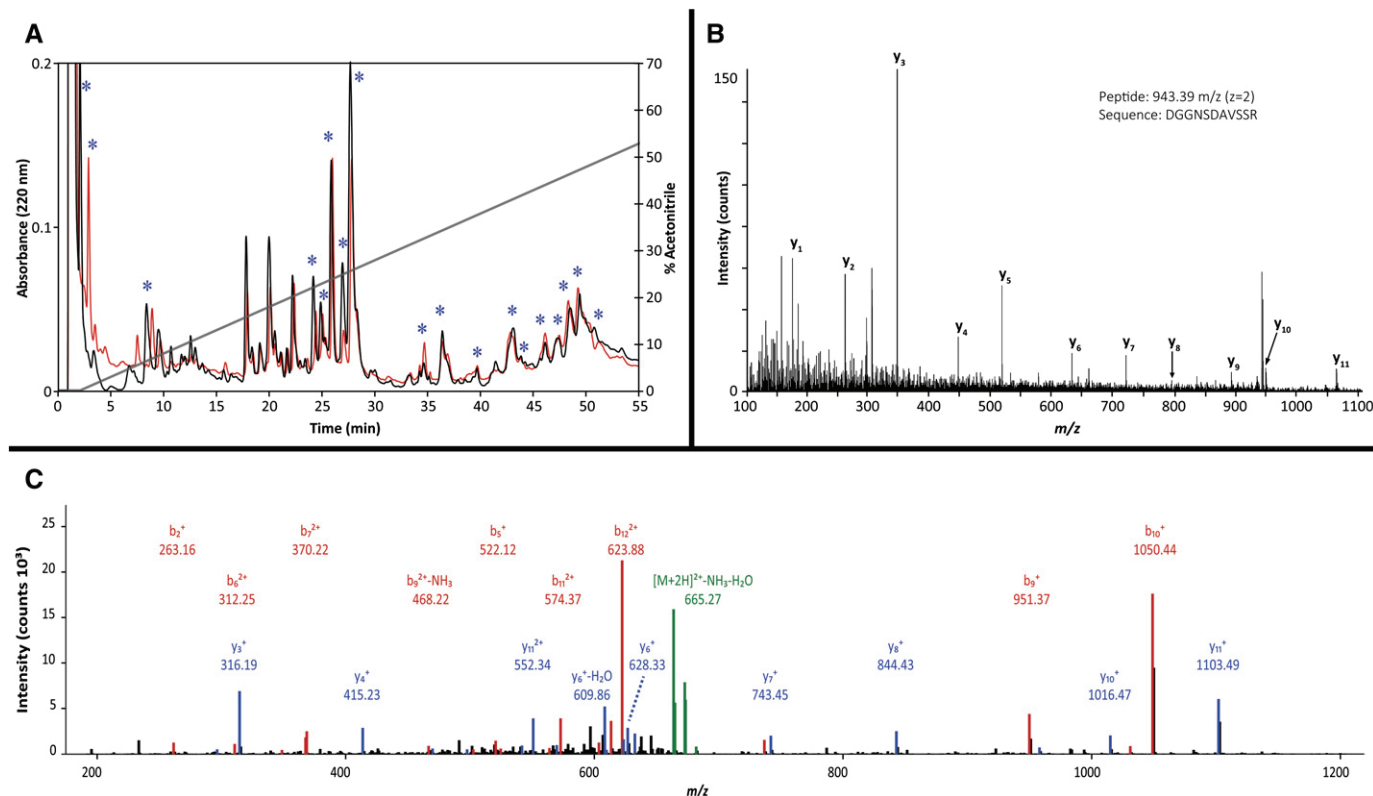 A
0.2
0.1
0
Absorbance (220 nm)
* * * * * * * * * * * * * * * * * * *
70
60
50
40
30
20
10
0
% Acetonitrile
0 5 10 15 20 25 30 35 40 45 50 55
Time (min)
B
150
0
Intensity (counts)
y3
Peptide: 943.39 m/z (z=2)
Sequence: DGGNSDAVSSR
y1
y2
y5
y4
y6
y7
y8
y9
y10
y11
100 200 300 400 500 600 700 800 900 1000 1100
m/z
C
Intensity (counts 10³)
25
20
15
10
5
0
b2+
263.16
b7 2+
370.22
b5+
522.12
b12 2+
623.88
b10+
1050.44
b6 2+
312.25
b9 2+-NH3
468.22
b11 2+
574.37
[M+2H]2+-NH3-H2O
665.27
b9+
951.37
y3+
316.19
y4+
415.23
y11 2+
552.34
y6+-H2O
609.86
y6+
628.33
y7+
743.45
y8+
844.43
y10+
1016.47
y11+
1103.49
200 400 600 800 1000 1200
m/z